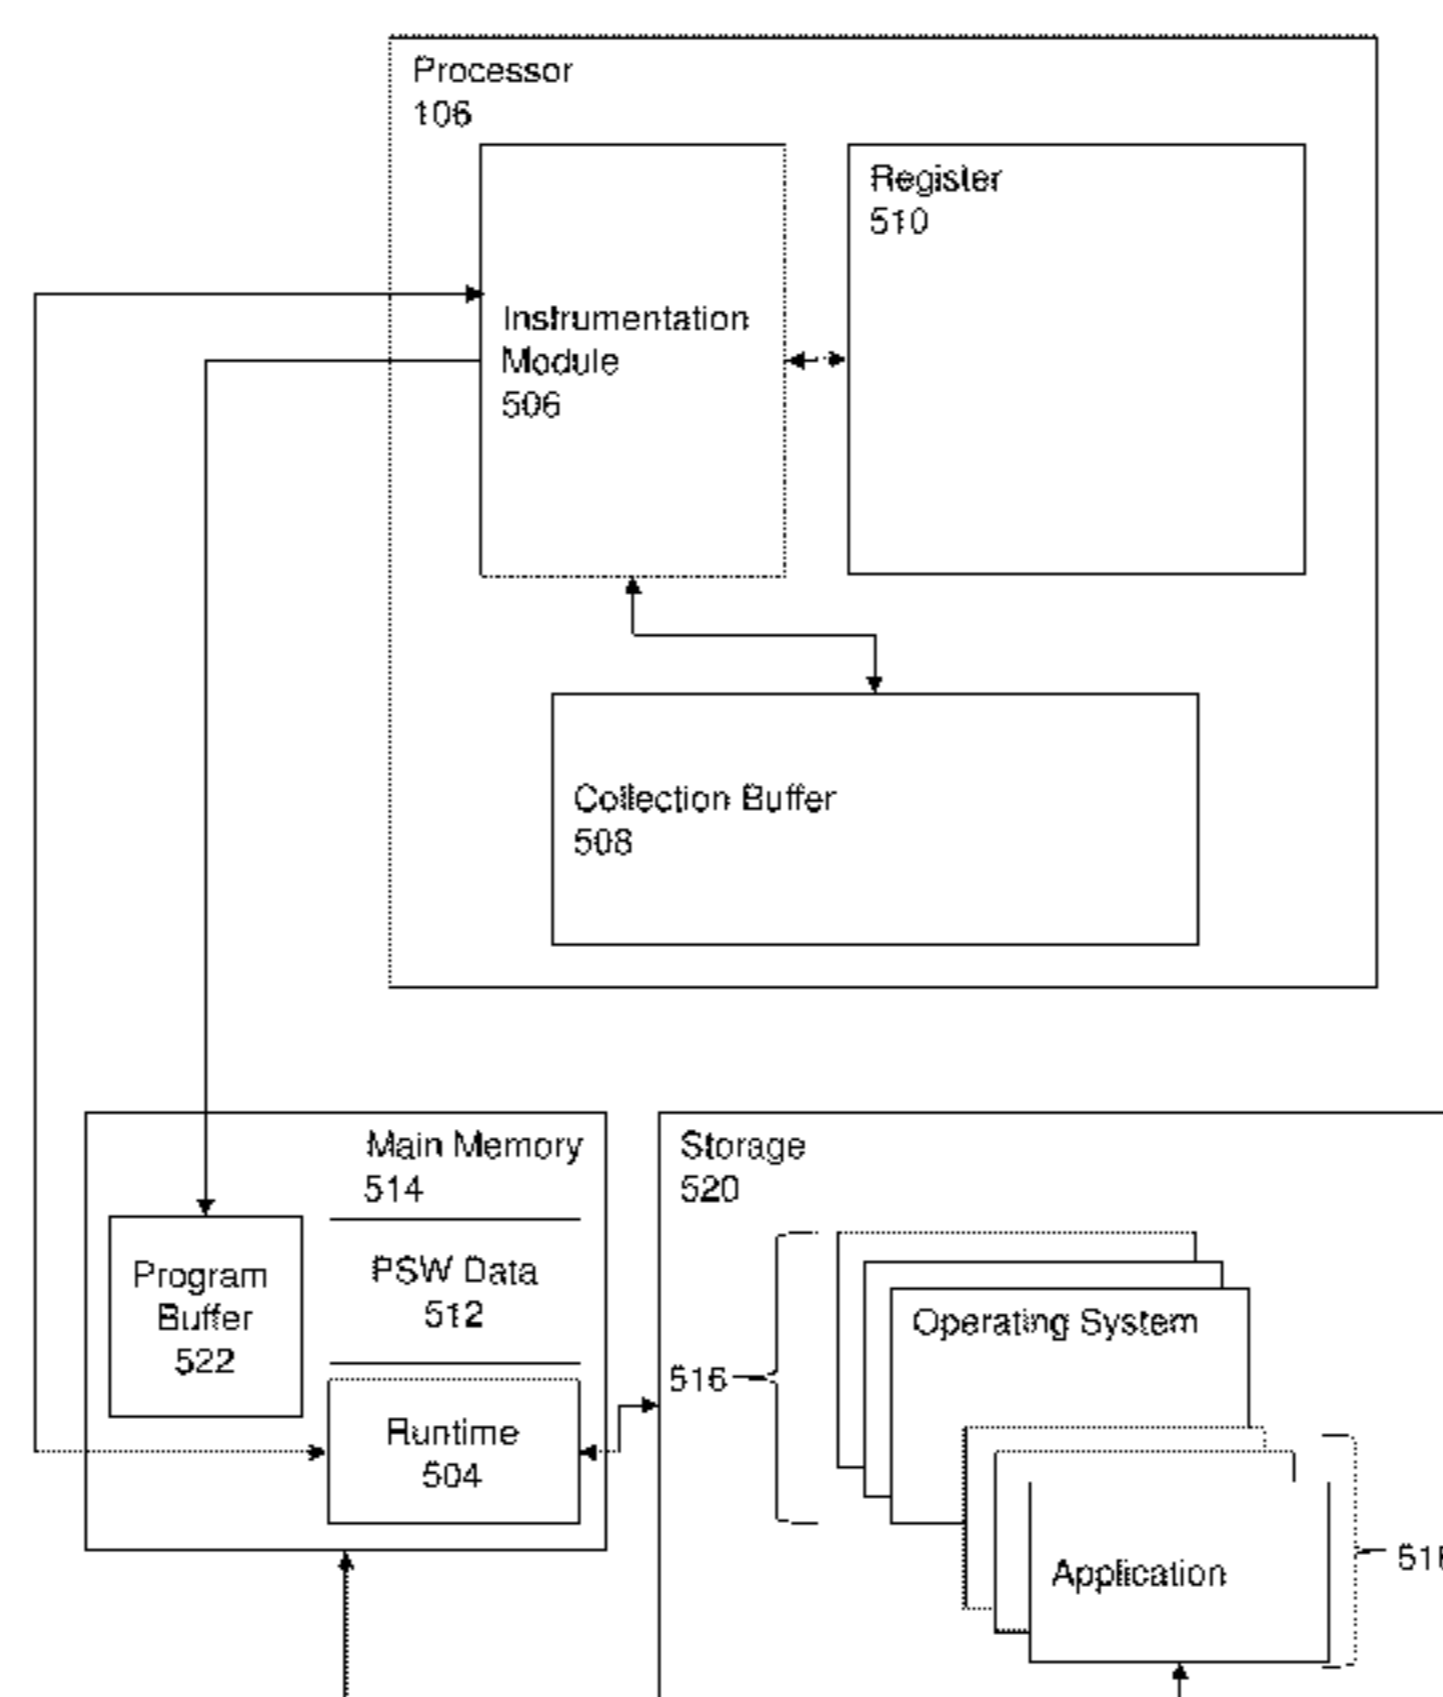 Processor
106
Register
510
Instrumentation
Module
506
Collection Buffer
508
Main Memory
514
Program
Buffer
522
PSW Data
512
Runtime
504
Storage
520
Operating System
516
Application